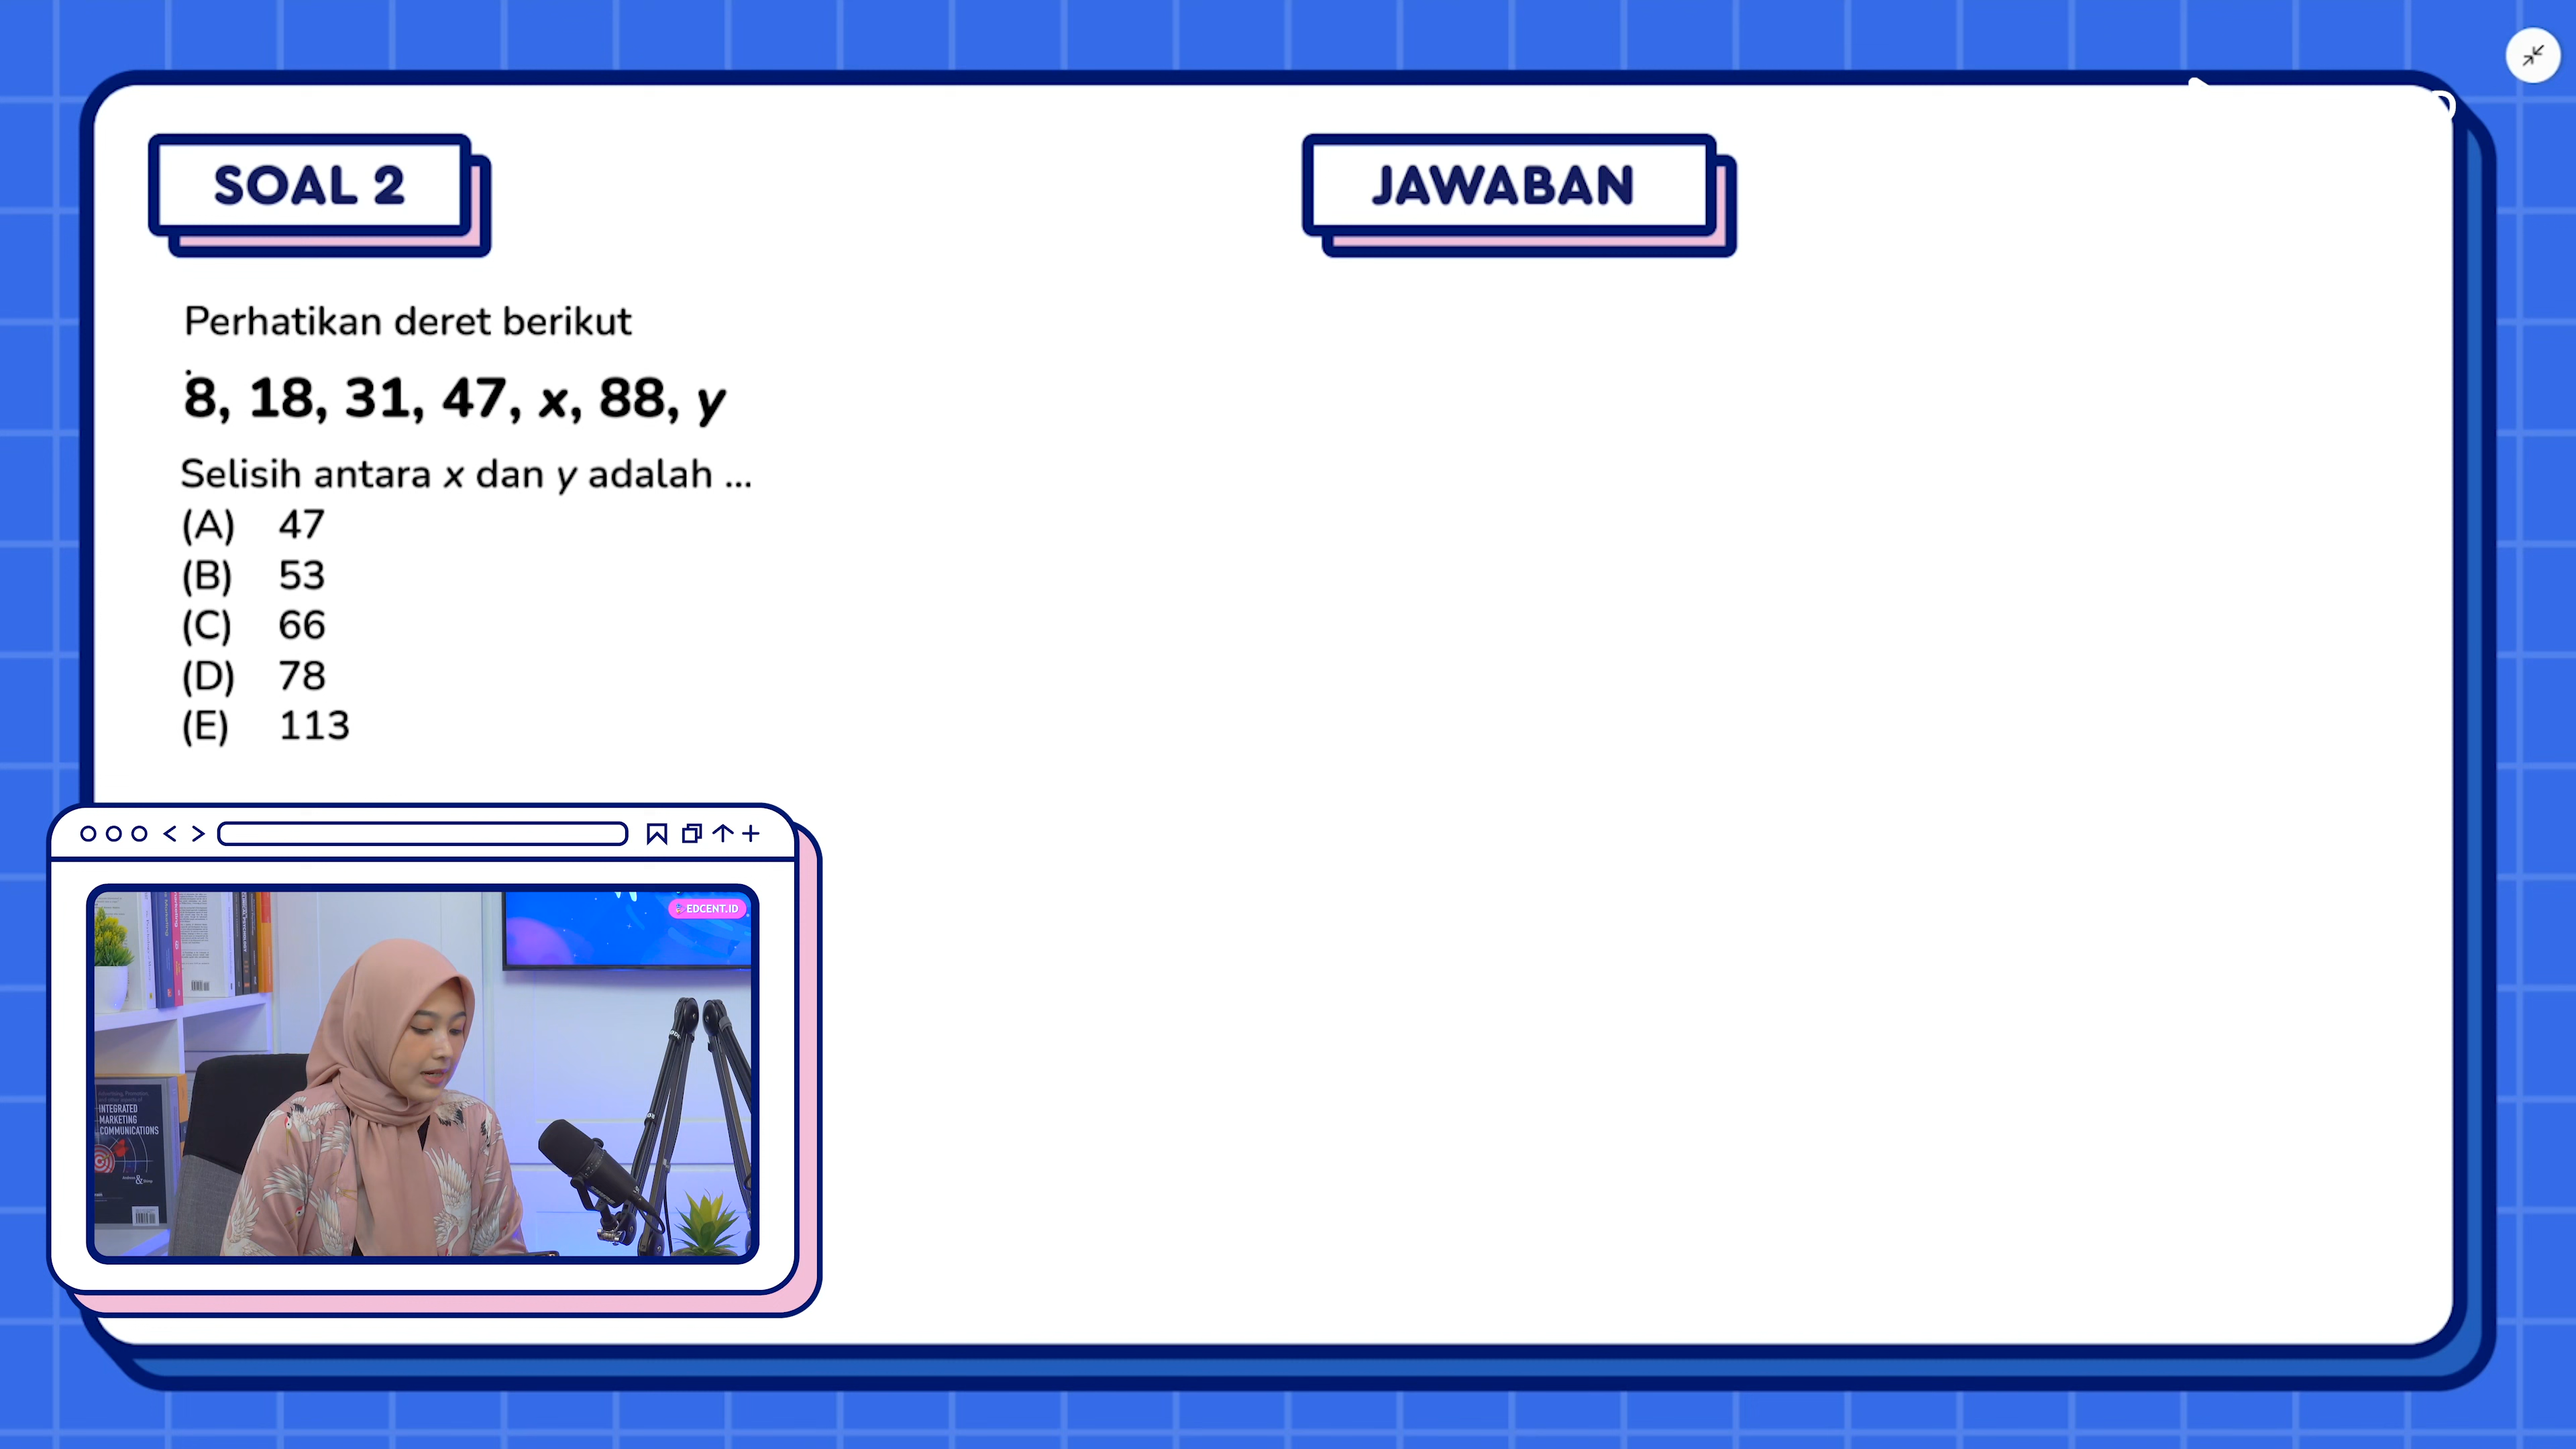 SOAL 2
Perhatikan deret berikut
8, 18, 31, 47, x, 88, y
Selisih antara x dan y adalah ...
(A) 47
(B) 53
(C) 66
(D) 78
(E) 113
JAWABAN
EDCENT.ID
INTEGRATED
MARKETING
COMMUNICATIONS